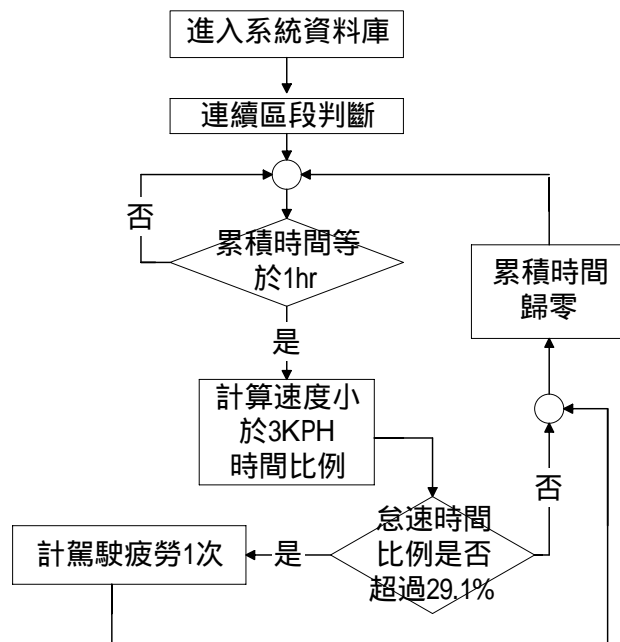 進入系統資料庫
連續區段判斷
否
累積時間等
於1hr
累積時間
歸零
是
計算速度小
於3KPH
時間比例
否
怠速時間
比例是否
超過29.1%
是
計駕駛疲勞1次